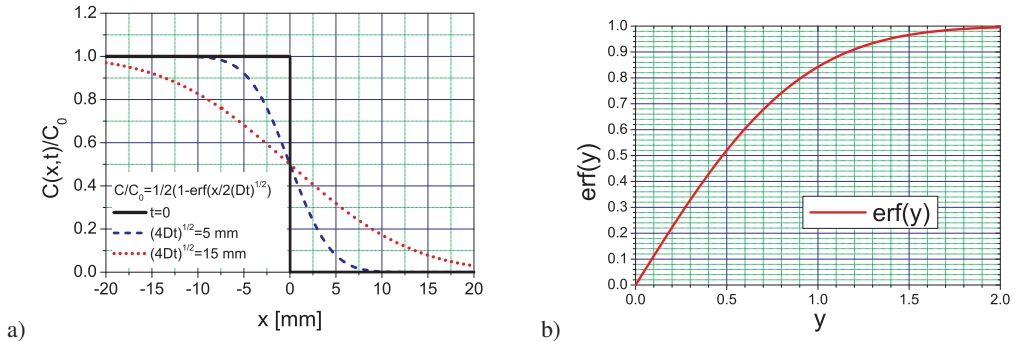 1.2
1.0
0.8
0.6
0.4
0.2
0.0
C(x,t)/C0
C/C0=1/2(1-erf(x/2(Dt)1/2)
t=0
(4Dt)1/2=5 mm
(4Dt)1/2=15 mm
-20 -15 -10 -5 0 5 10 15 20
x [mm]
a)
1.0
0.9
0.8
0.7
0.6
0.5
0.4
0.3
0.2
0.1
0.0
erf(y)
erf(y)
0.0 0.5 1.0 1.5 2.0
y
b)